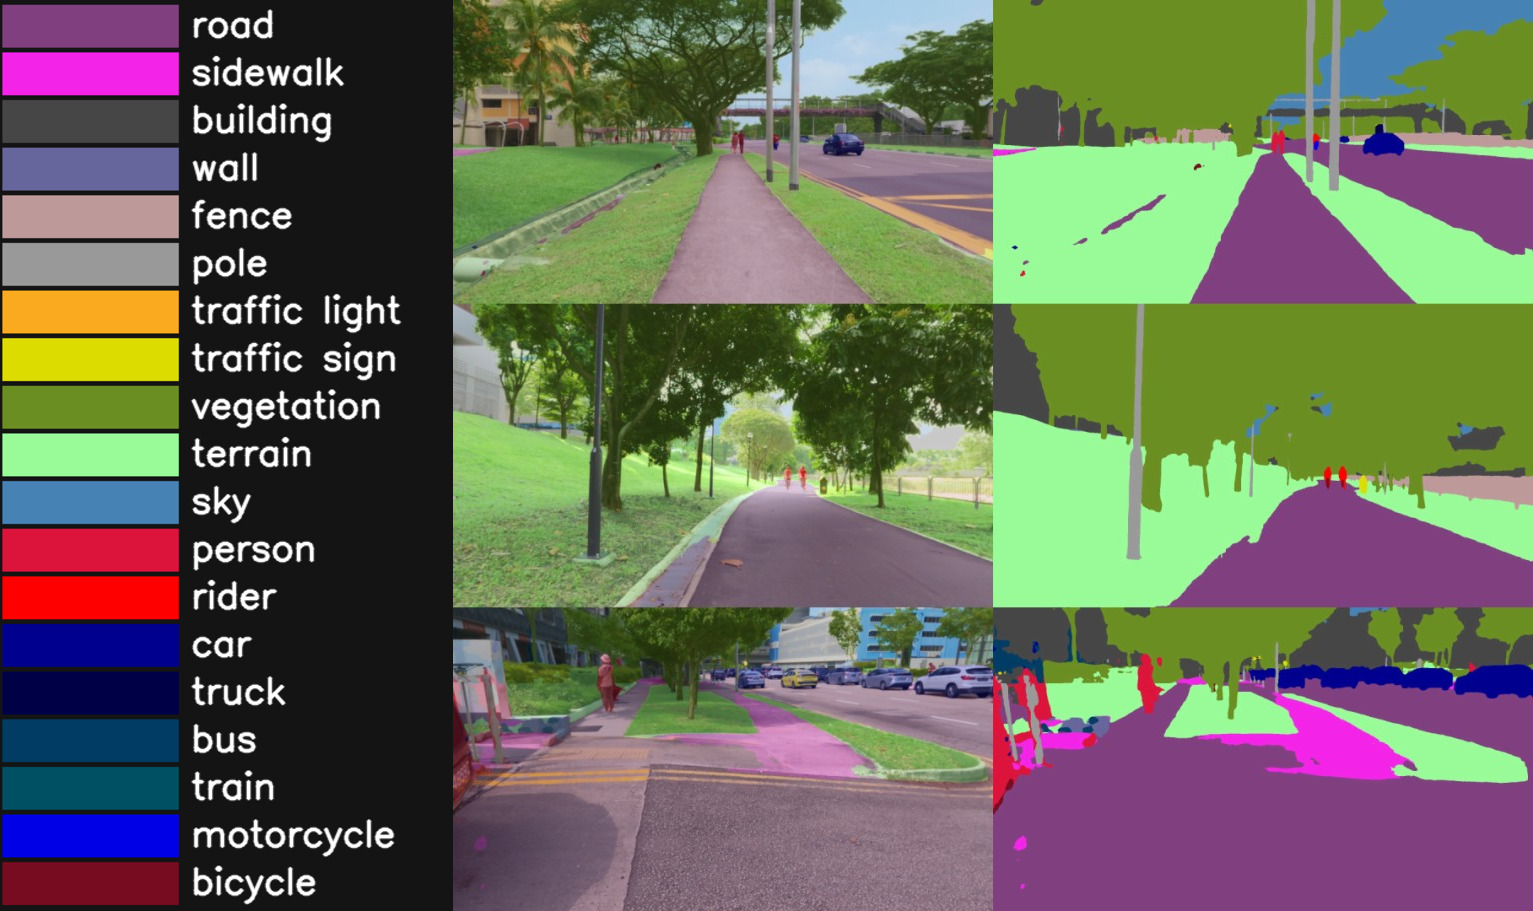 road
sidewalk
building
wall
fence
pole
traffic light
traffic sign
vegetation
terrain
sky
person
rider
car
truck
bus
train
motorcycle
bicycle